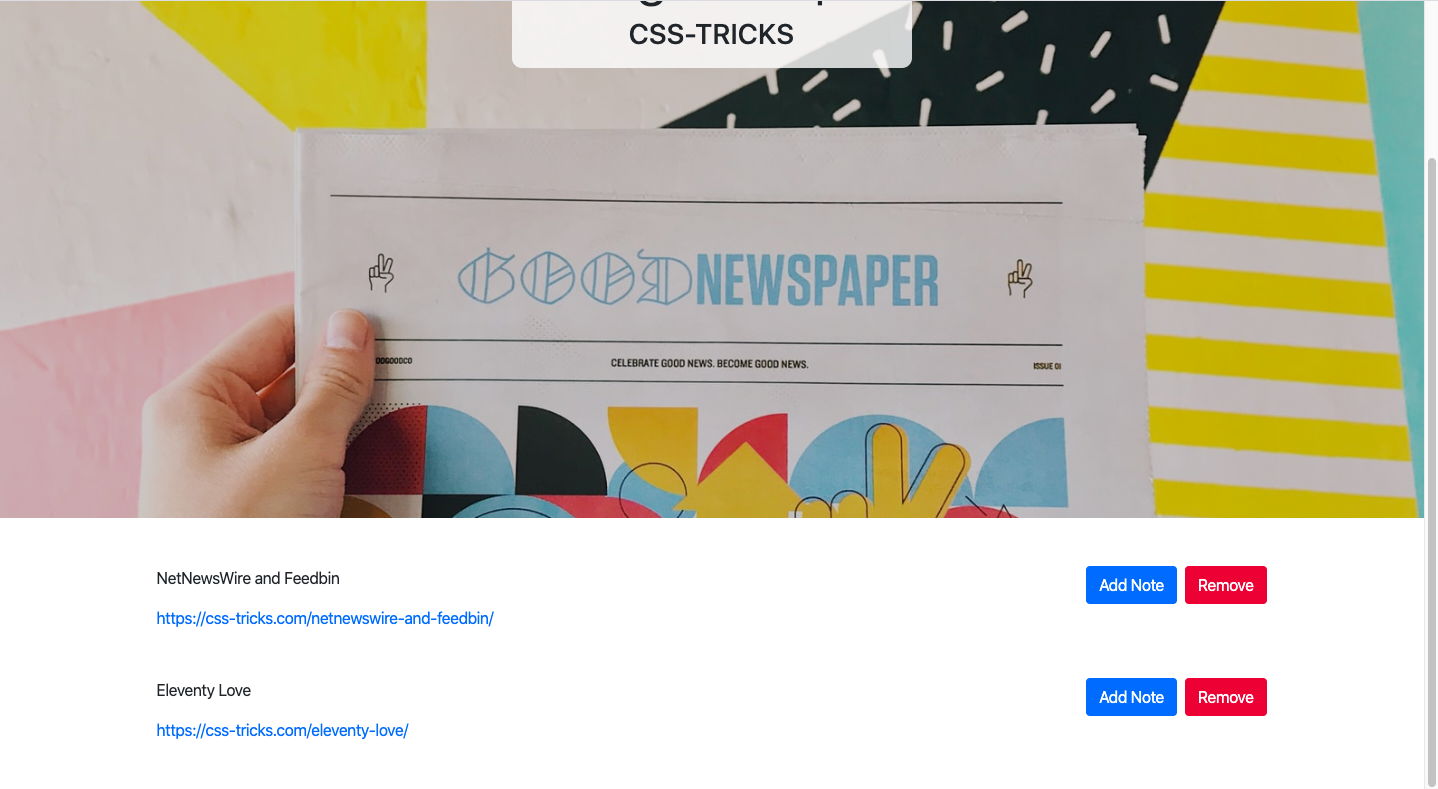 CSS-TRICKS
GOOD NEWSPAPER
ODGOODCO
CELEBRATE GOOD NEWS. BECOME GOOD NEWS.
ISSUE 01
NetNewsWire and Feedbin
Add Note
Remove
https://css-tricks.com/netnewswire-and-feedbin/
Eleventy Love
Add Note
Remove
https://css-tricks.com/eleventy-love/